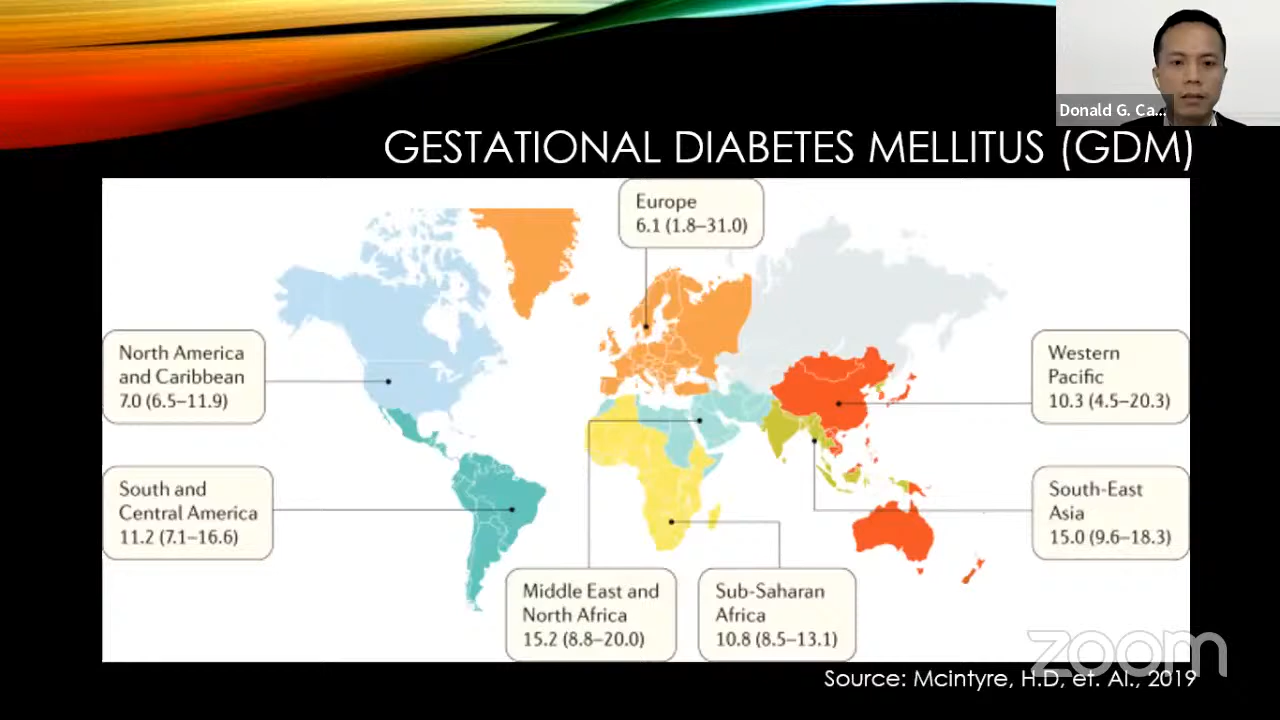 Donald G. Ca...
GESTATIONAL DIABETES MELLITUS (GDM)
Europe
6.1 (1.8–31.0)
North America
and Caribbean
7.0 (6.5–11.9)
Western
Pacific
10.3 (4.5–20.3)
South and
Central America
11.2 (7.1–16.6)
South-East
Asia
15.0 (9.6–18.3)
Middle East and
North Africa
15.2 (8.8–20.0)
Sub-Saharan
Africa
10.8 (8.5–13.1)
zoom
Source: Mcintyre, H.D, et. Al., 2019